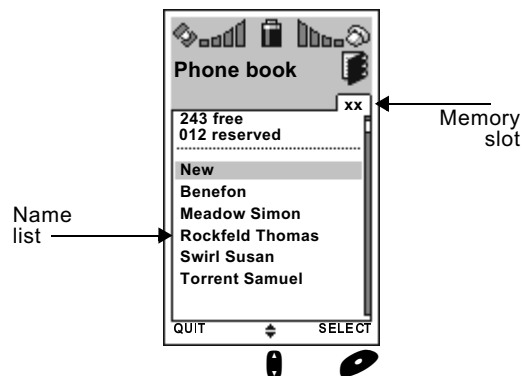 Phone book
xx
Memory
slot
243 free
012 reserved
New
Benefon
Meadow Simon
Name
list
Rockfeld Thomas
Swirl Susan
Torrent Samuel
QUIT
SELECT